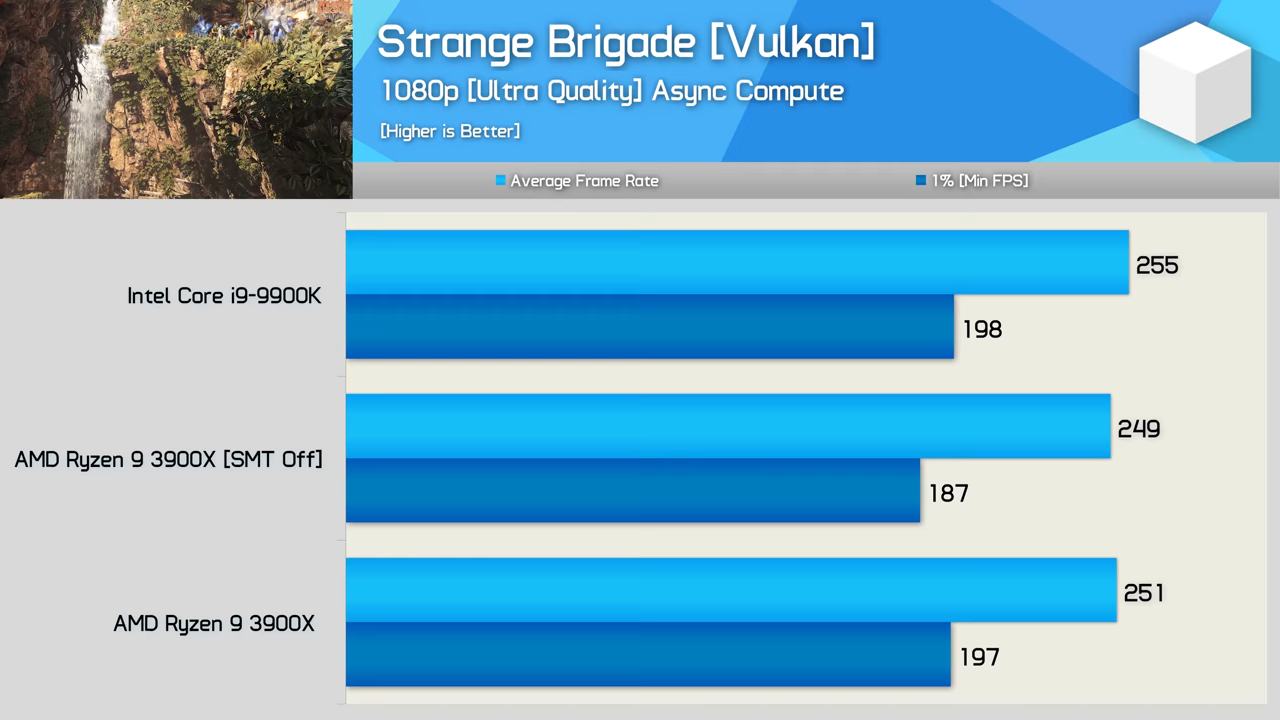 Strange Brigade [Vulkan]
1080p [Ultra Quality] Async Compute
[Higher is Better]
Average Frame Rate
1% [Min FPS]
Intel Core i9-9900K
255
198
AMD Ryzen 9 3900X [SMT Off]
249
187
AMD Ryzen 9 3900X
251
197